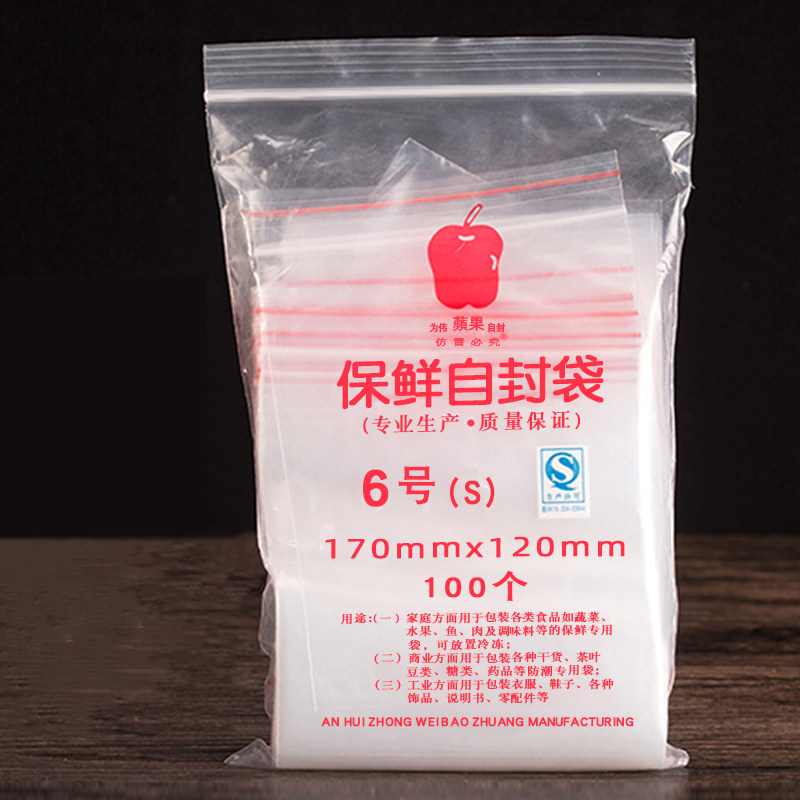 为伟 蘋果 自封
仿冒必究®
保鲜自封袋
(专业生产·质量保证)
6号(S)
生产许可
170mmx120mm
100个
用途:(一)家庭方面用于包装各类食品如蔬菜、
水果、鱼、肉及调味料等的保鲜专用
袋,可放置冷冻;
(二)商业方面用于包装各种干货、茶叶
豆类、糖类、药品等防潮专用袋;
(三)工业方面用于包装衣服、鞋子、各种
饰品、说明书、零配件等
AN HUI ZHONG WEI BAO ZHUANG MANUFACTURING